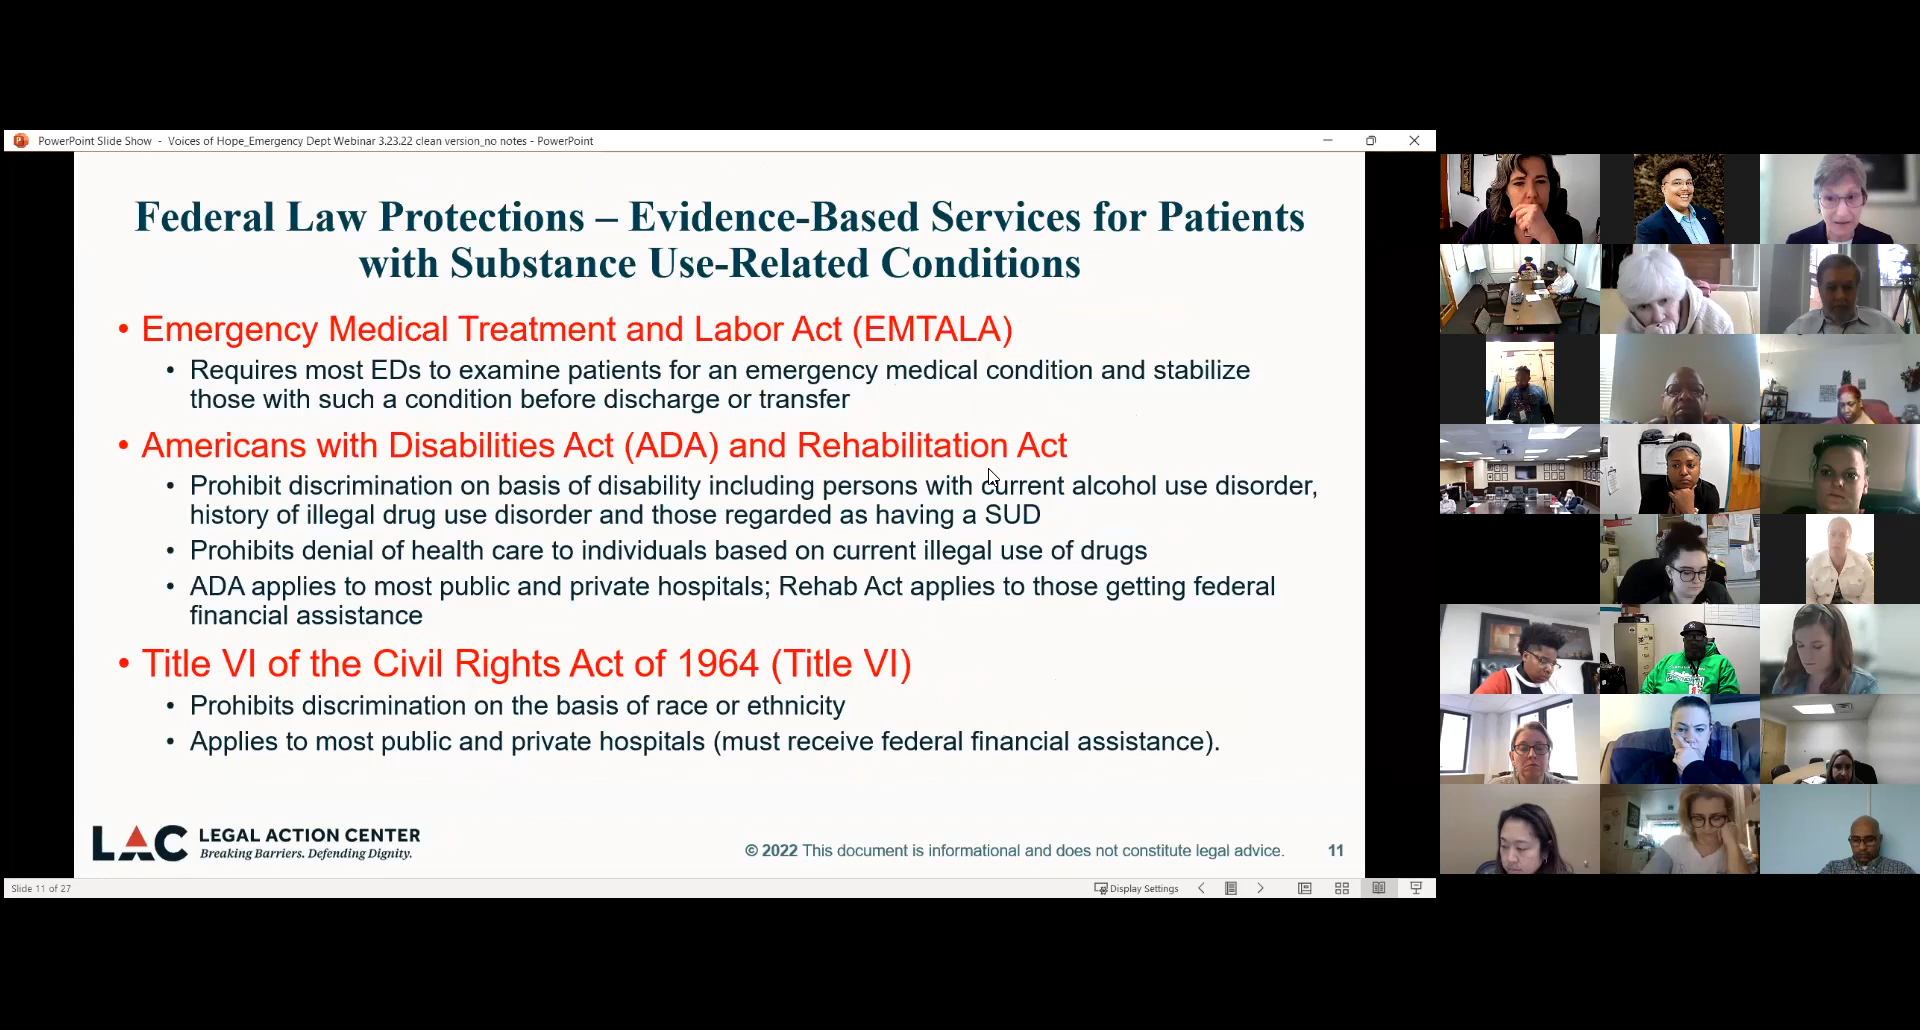 PowerPoint Slide Show - Voices of Hope_Emergency Dept Webinar 3.23.22 clean version_no notes - PowerPoint
Federal Law Protections – Evidence-Based Services for Patients
with Substance Use-Related Conditions
• Emergency Medical Treatment and Labor Act (EMTALA)
• Requires most EDs to examine patients for an emergency medical condition and stabilize
those with such a condition before discharge or transfer
• Americans with Disabilities Act (ADA) and Rehabilitation Act
• Prohibit discrimination on basis of disability including persons with current alcohol use disorder,
history of illegal drug use disorder and those regarded as having a SUD
• Prohibits denial of health care to individuals based on current illegal use of drugs
• ADA applies to most public and private hospitals; Rehab Act applies to those getting federal
financial assistance
• Title VI of the Civil Rights Act of 1964 (Title VI)
• Prohibits discrimination on the basis of race or ethnicity
• Applies to most public and private hospitals (must receive federal financial assistance).
LAC LEGAL ACTION CENTER
Breaking Barriers. Defending Dignity.
© 2022 This document is informational and does not constitute legal advice. 11
Slide 11 of 27
Display Settings